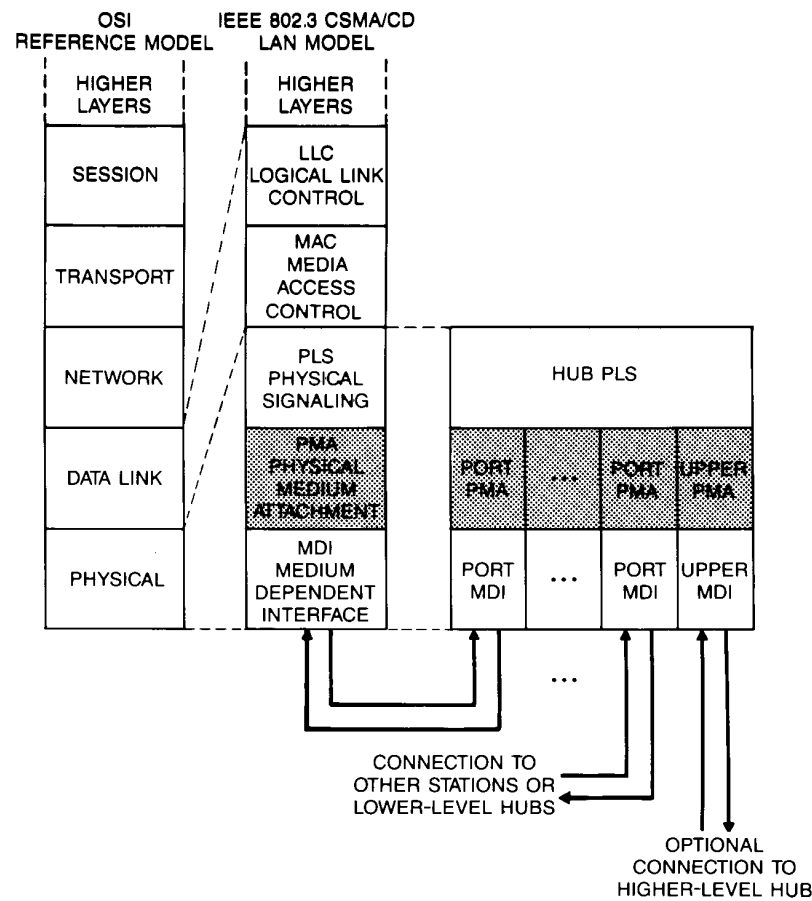 OSI
REFERENCE MODEL
IEEE 802.3 CSMA/CD
LAN MODEL
HIGHER
LAYERS
SESSION
TRANSPORT
NETWORK
DATA LINK
PHYSICAL
HIGHER
LAYERS
LLC
LOGICAL LINK
CONTROL
MAC
MEDIA
ACCESS
CONTROL
PLS
PHYSICAL
SIGNALING
PMA
PHYSICAL
MEDIUM
ATTACHMENT
MDI
MEDIUM
DEPENDENT
INTERFACE
HUB PLS
PORT
PMA
...
PORT
PMA
UPPER
PMA
PORT
MDI
...
PORT
MDI
UPPER
MDI
...
CONNECTION TO
OTHER STATIONS OR
LOWER-LEVEL HUBS
OPTIONAL
CONNECTION TO
HIGHER-LEVEL HUB